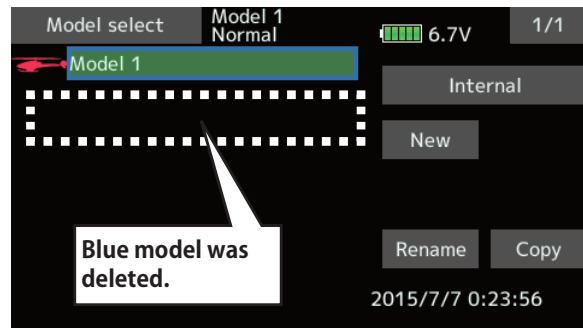 Model select
Model 1
Normal
6.7V
1/1
Model 1
Internal
New
Blue model was
deleted.
Rename
Copy
2015/7/7 0:23:56